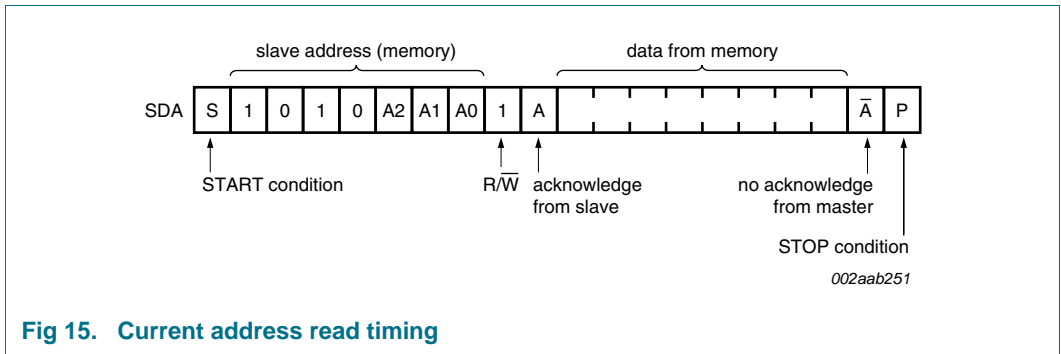 slave address (memory) data from memory
SDA S 1 0 1 0 A2 A1 A0 1 A A̅ P
START condition R/W̅ acknowledge from slave no acknowledge from master
STOP condition
002aab251
Fig 15. Current address read timing